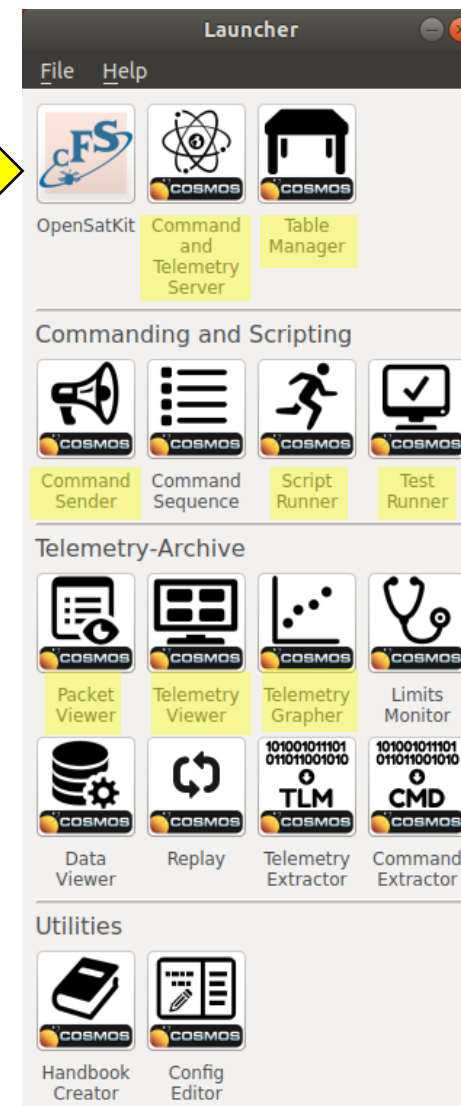 Launcher
File Help
cFS COSMOS COSMOS
OpenSatKit Command Table
and Manager
Telemetry
Server
Commanding and Scripting
COSMOS COSMOS COSMOS COSMOS
Command Command Script Test
Sender Sequence Runner Runner
Telemetry-Archive
COSMOS COSMOS COSMOS COSMOS
Packet Telemetry Telemetry Limits
Viewer Viewer Grapher Monitor
101001011101 101001011101
011011001010 011011001010
TLM CMD
COSMOS COSMOS COSMOS COSMOS
Data Replay Telemetry Command
Viewer Extractor Extractor
Utilities
COSMOS COSMOS
Handbook Config
Creator Editor